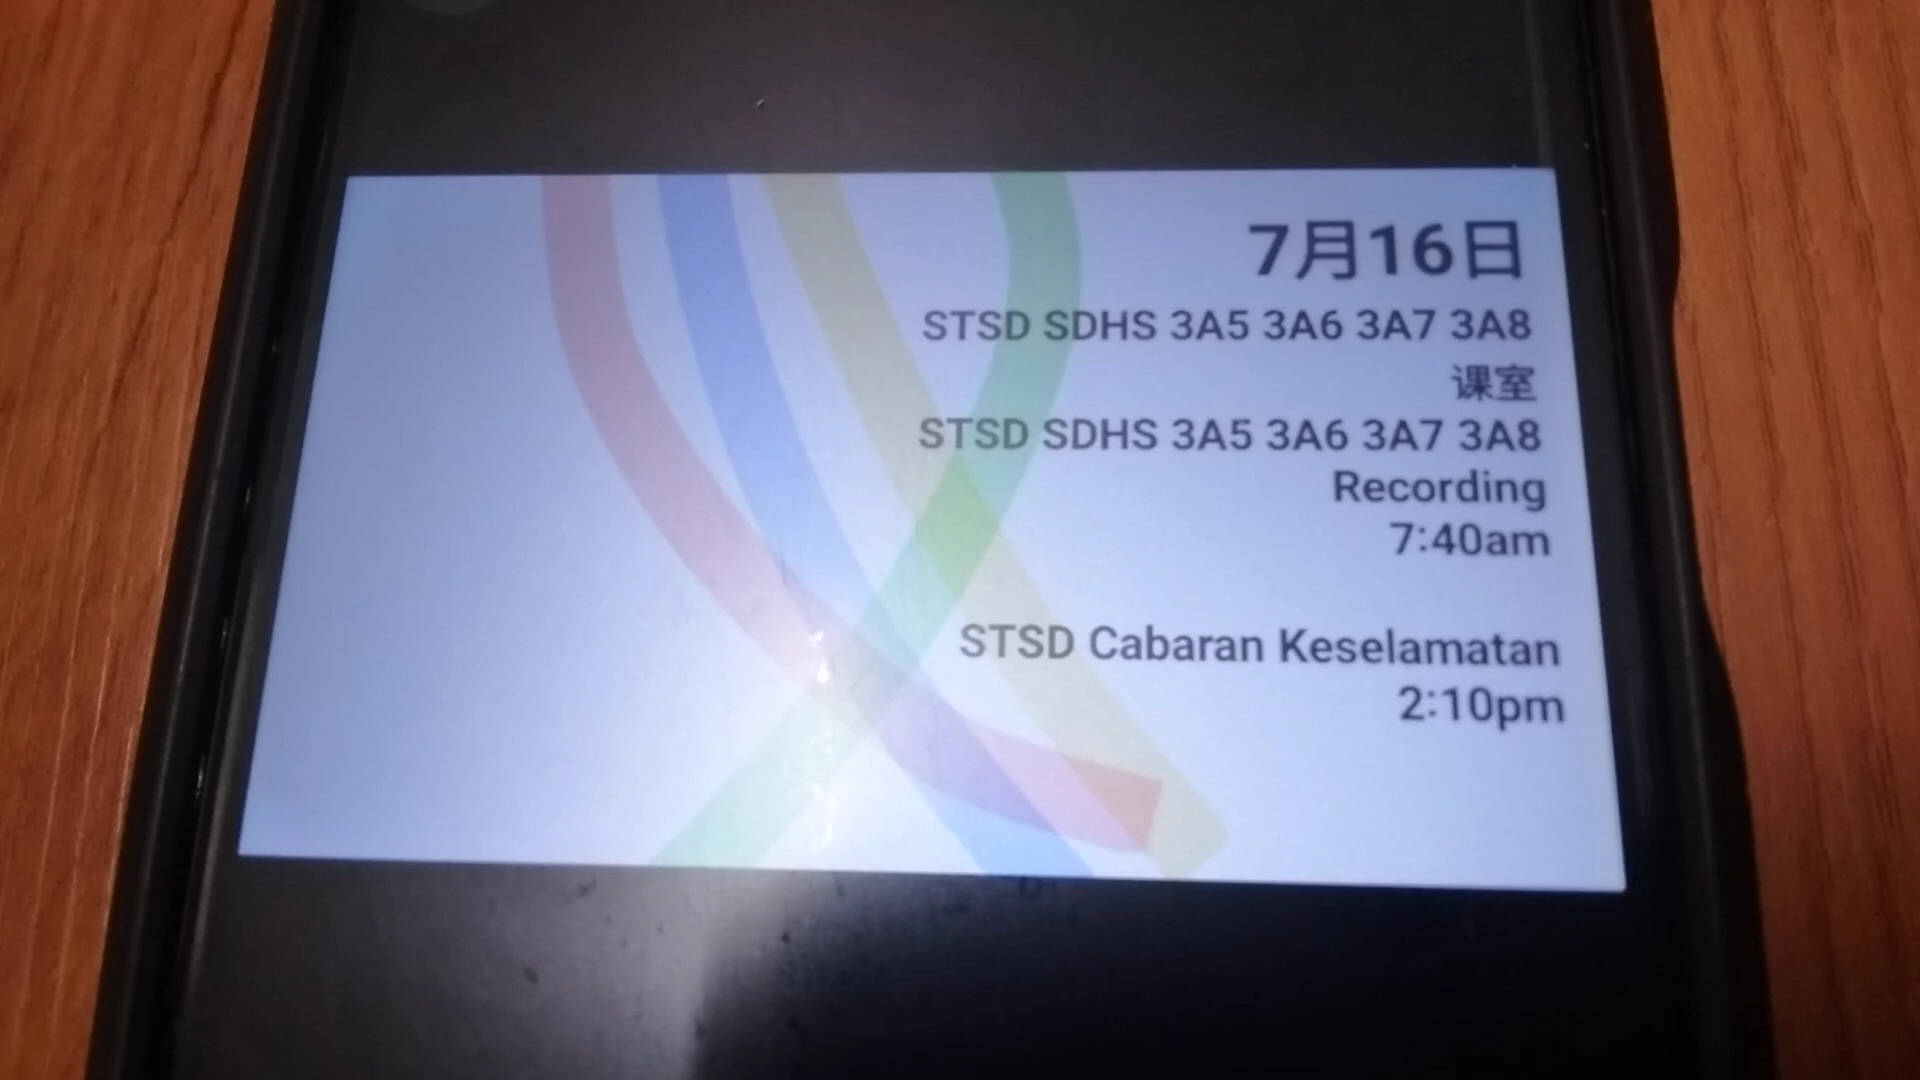 7月16日
STSD SDHS 3A5 3A6 3A7 3A8
课室
STSD SDHS 3A5 3A6 3A7 3A8
Recording
7:40am
STSD Cabaran Keselamatan
2:10pm